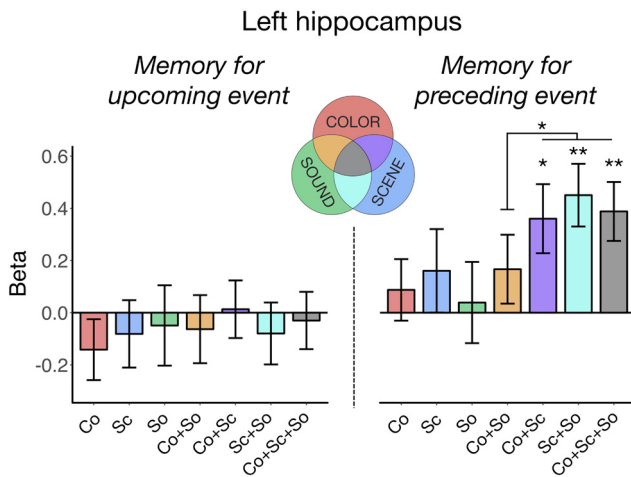 Left hippocampus
Memory for
upcoming event
Memory for
preceding event
COLOR
SOUND
SCENE
*
*
**
**
Beta
0.6
0.4
0.2
0.0
-0.2
Co
Sc
So
Co+So
Co+Sc
Sc+So
Co+Sc+So
Co
Sc
So
Co+So
Co+Sc
Sc+So
Co+Sc+So